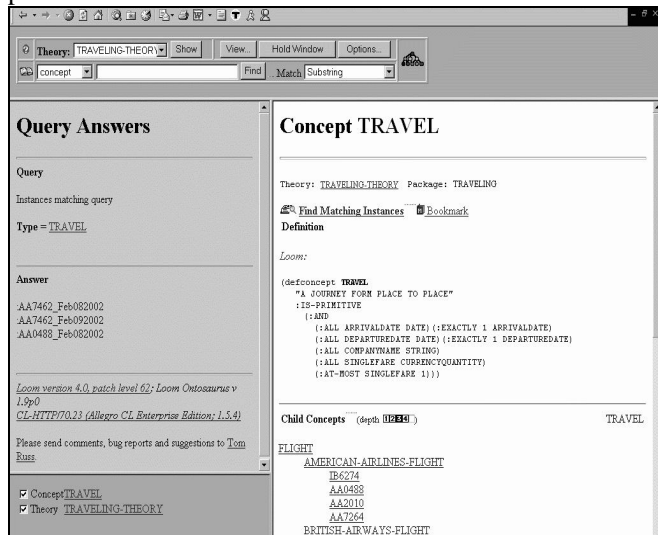 p
Theory: TRAVELING-THEORY Show View... Hold Window Options...
concept Find . Match Substring
Query Answers
Query
Instances matching query
Type = TRAVEL
Answer
:AA7462_Feb082002
:AA7462_Feb092002
:AA0488_Feb082002
Loom version 4.0, patch level 62; Loom Ontosaurus v
1.9p0
CL-HTTP/70.23 (Allegro CL Enterprise Edition; 1.5.4)
Please send comments, bug reports and suggestions to Tom
Russ.
Concept TRAVEL
Theory TRAVELING-THEORY
Concept TRAVEL
Theory: TRAVELING-THEORY Package: TRAVELING
Find Matching Instances Bookmark
Definition
Loom:
(defconcept TRAVEL
"A JOURNEY FORM PLACE TO PLACE"
:IS-PRIMITIVE
(:AND
(:ALL ARRIVALDATE DATE)(:EXACTLY 1 ARRIVALDATE)
(:ALL DEPARTUREDATE DATE)(:EXACTLY 1 DEPARTUREDATE)
(:ALL COMPANYNAME STRING)
(:ALL SINGLEFARE CURRENCYQUANTITY)
(:AT-MOST SINGLEFARE 1)))
Child Concepts (depth 1 2 3 4 ) TRAVEL
FLIGHT
AMERICAN-AIRLINES-FLIGHT
IB6274
AA0488
AA2010
AA7264
BRITISH-AIRWAYS-FLIGHT